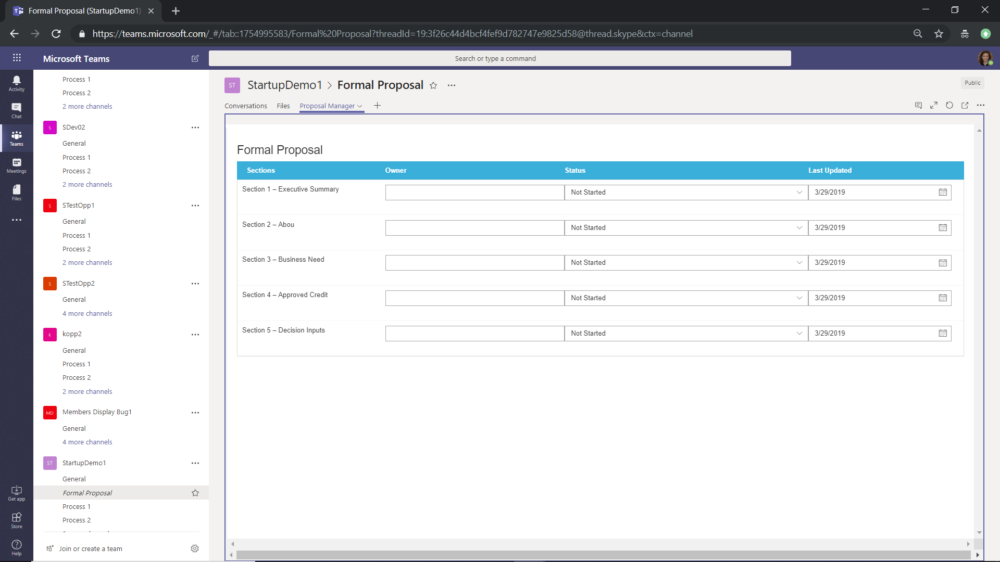 Formal Proposal (StartupDemo1)
https://teams.microsoft.com/_#/tab::1754995583/Formal%20Proposal?threadId=19:3f26c44d4bcf4fef9d782747e9825d58@thread.skype&ctx=channel
Microsoft Teams
Search or type a command
Activity
Chat
Teams
Meetings
Files
Get app
Store
Help
Process 1
Process 2
2 more channels
S SDev02
General
Process 1
Process 2
2 more channels
S STestOpp1
General
Process 1
Process 2
2 more channels
S STestOpp2
General
4 more channels
k kopp2
General
Process 1
Process 2
2 more channels
MD Members Display Bug1
General
4 more channels
ST StartupDemo1
General
Formal Proposal
Process 1
Process 2
Join or create a team
ST StartupDemo1 > Formal Proposal
Public
Conversations Files Proposal Manager
Formal Proposal
Sections Owner Status Last Updated
Section 1 – Executive Summary Not Started 3/29/2019
Section 2 – Abou Not Started 3/29/2019
Section 3 – Business Need Not Started 3/29/2019
Section 4 – Approved Credit Not Started 3/29/2019
Section 5 – Decision Inputs Not Started 3/29/2019